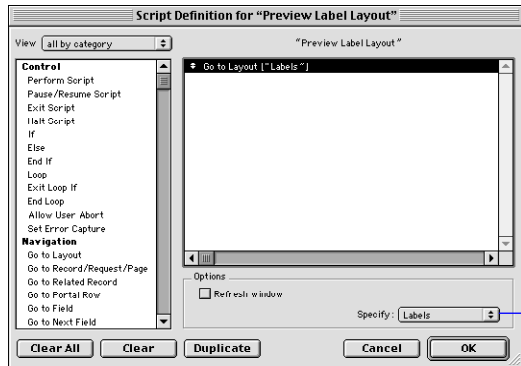 Script Definition for “Preview Label Layout”
View all by category
"Preview Label Layout"
Control
Perform Script
Pause/Resume Script
Exit Script
Halt Script
If
Else
End If
Loop
Exit Loop If
End Loop
Allow User Abort
Set Error Capture
Navigation
Go to Layout
Go to Record/Request/Page
Go to Related Record
Go to Portal Row
Go to Field
Go to Next Field
Go to Layout ["Labels"]
Options
Refresh window
Specify: Labels
Clear All
Clear
Duplicate
Cancel
OK